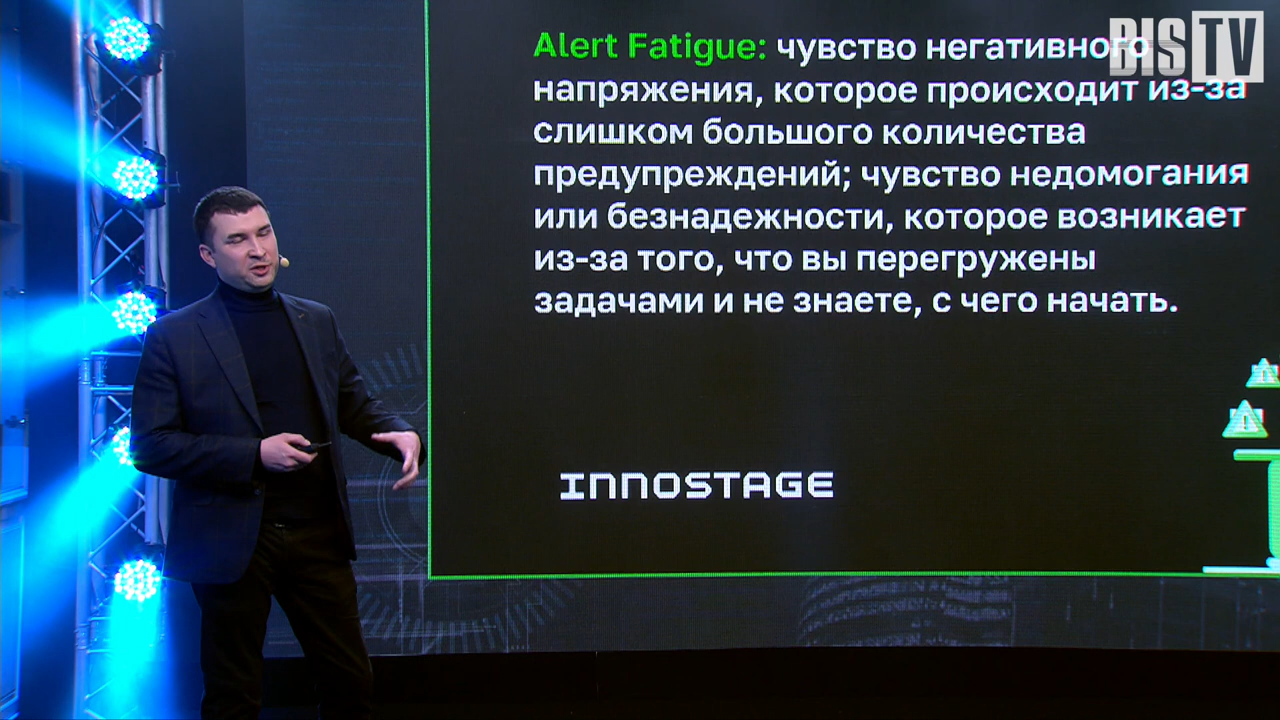 Alert Fatigue: чувство негативного
напряжения, которое происходит из-за
слишком большого количества
предупреждений; чувство недомогания
или безнадежности, которое возникает
из-за того, что вы перегружены
задачами и не знаете, с чего начать.
INNOSTAGE
BIS TV